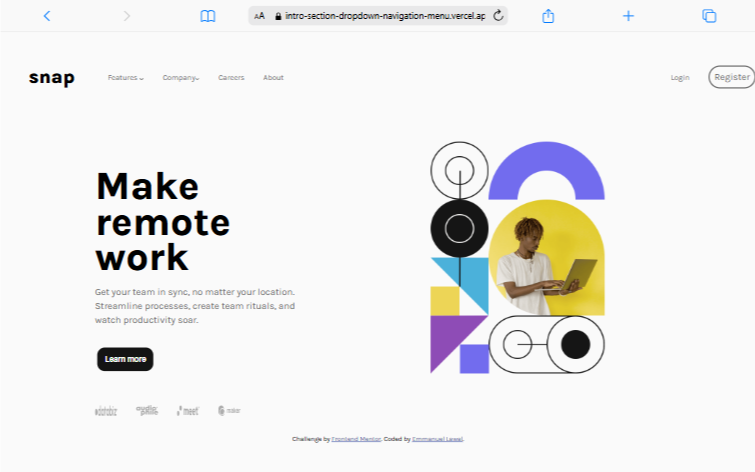 AA intro-section-dropdown-navigation-menu.vercel.ap
snap Features Company Careers About Login Register
Make
remote
work
Get your team in sync, no matter your location.
Streamline processes, create team rituals, and
watch productivity soar.
Learn more
databiz audio phile meet maker
Challenge by Frontend Mentor. Coded by Emmanuel Lawal.